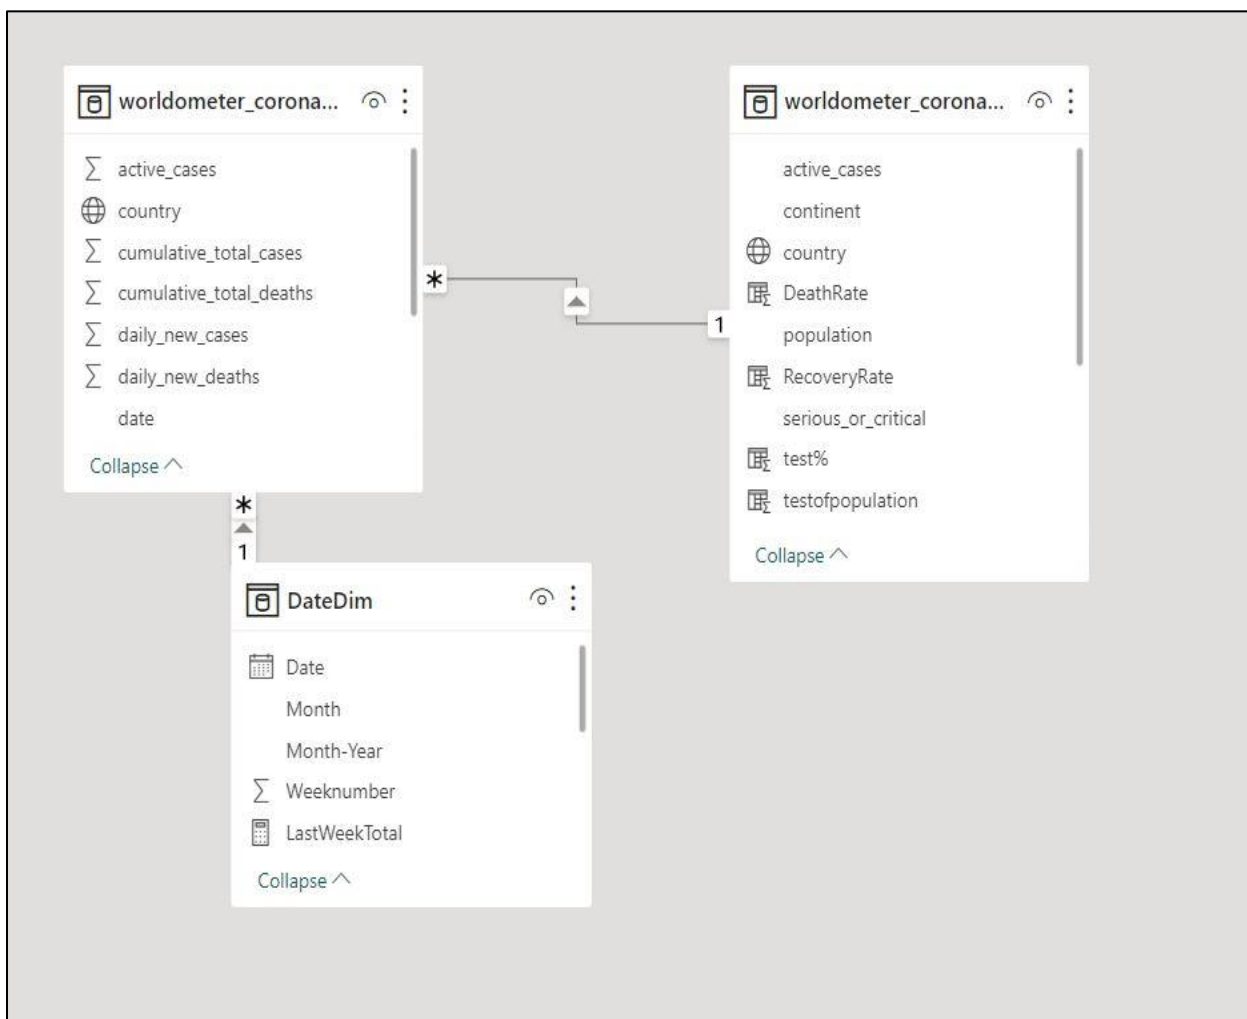 worldometer_corona...
active_cases
country
cumulative_total_cases
cumulative_total_deaths
daily_new_cases
daily_new_deaths
date
Collapse
*
1
worldometer_corona...
active_cases
continent
country
DeathRate
population
RecoveryRate
serious_or_critical
test%
testofpopulation
Collapse
*
1
DateDim
Date
Month
Month-Year
Weeknumber
LastWeekTotal
Collapse